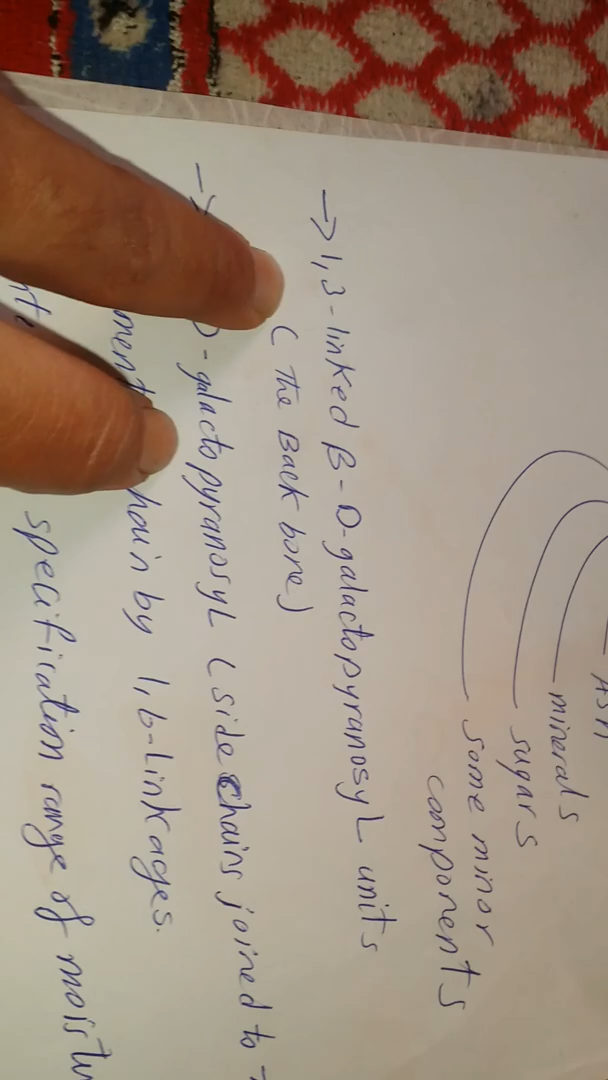 Ash
minerals
sugars
some minor
components
→ 1,3-linked B-D-galactopyranosyL units
( The Back bone)
D-galactopyranosyL (side chains joined to
hain by 1,6-Linkages.
specification range of